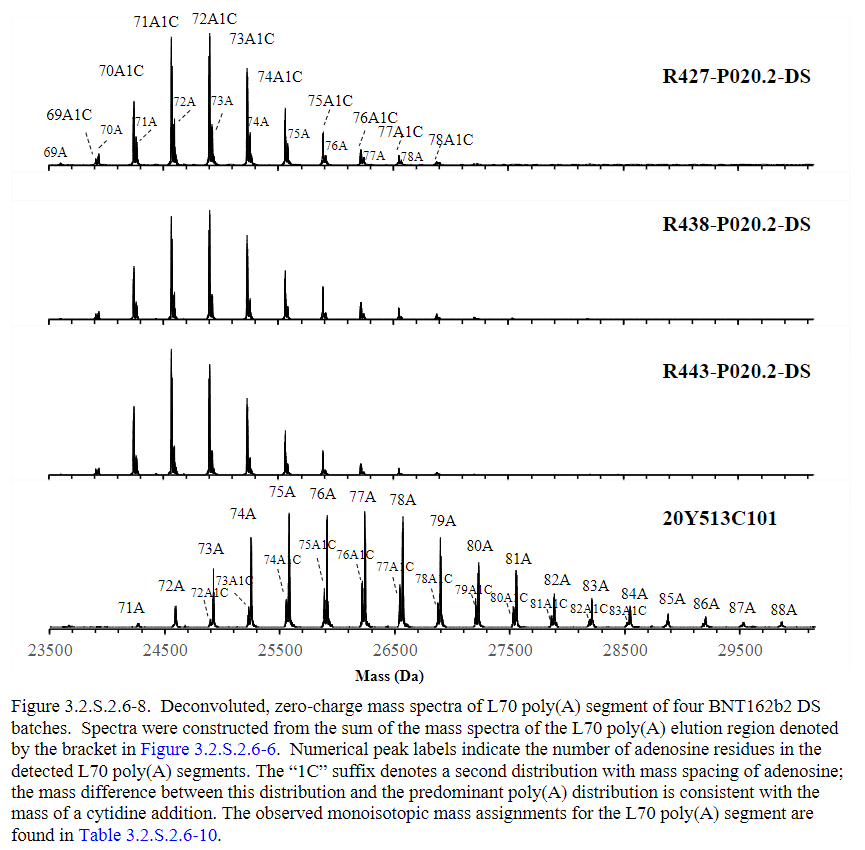 71A1C
72A1C
73A1C
R427-P020.2-DS
70A1C
74A1C
69A1C
70A
71A
72A
73A
74A
75A
75A1C
76A
76A1C
77A
77A1C
78A
78A1C
69A
R438-P020.2-DS
R443-P020.2-DS
75A
76A
77A
78A
20Y513C101
74A
79A
73A
80A
81A
75A1C
74A1C
76A1C
77A1C
72A
73A1C
72A1C
78A1C
79A1C
80A1C
82A
81A1C
83A
82A1C
84A
83A1C
71A
85A
86A
87A
88A
23500 24500 25500 26500 27500 28500 29500
Mass (Da)
Figure 3.2.S.2.6-8. Deconvoluted, zero-charge mass spectra of L70 poly(A) segment of four BNT162b2 DS
batches. Spectra were constructed from the sum of the mass spectra of the L70 poly(A) elution region denoted
by the bracket in Figure 3.2.S.2.6-6. Numerical peak labels indicate the number of adenosine residues in the
detected L70 poly(A) segments. The “1C” suffix denotes a second distribution with mass spacing of adenosine;
the mass difference between this distribution and the predominant poly(A) distribution is consistent with the
mass of a cytidine addition. The observed monoisotopic mass assignments for the L70 poly(A) segment are
found in Table 3.2.S.2.6-10.